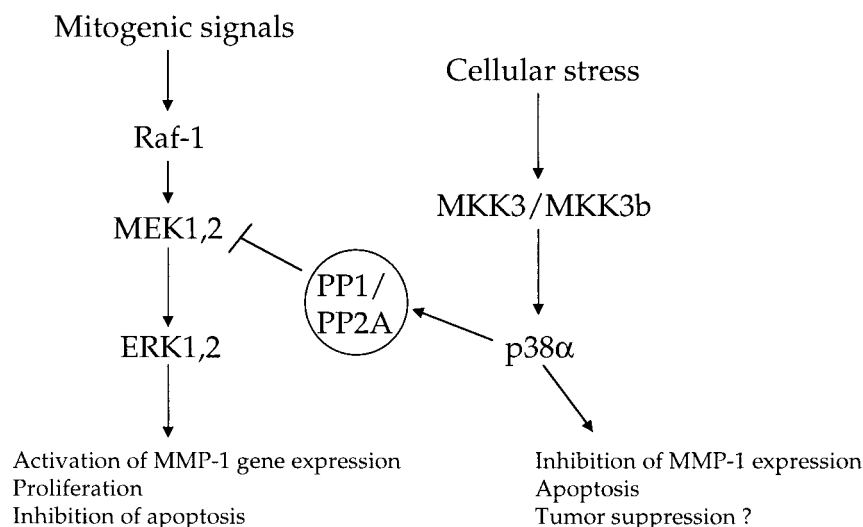 Mitogenic signals
Cellular stress
Raf-1
MKK3/MKK3b
MEK1,2
PP1/
PP2A
ERK1,2
p38α
Activation of MMP-1 gene expression
Proliferation
Inhibition of apoptosis
Inhibition of MMP-1 expression
Apoptosis
Tumor suppression ?